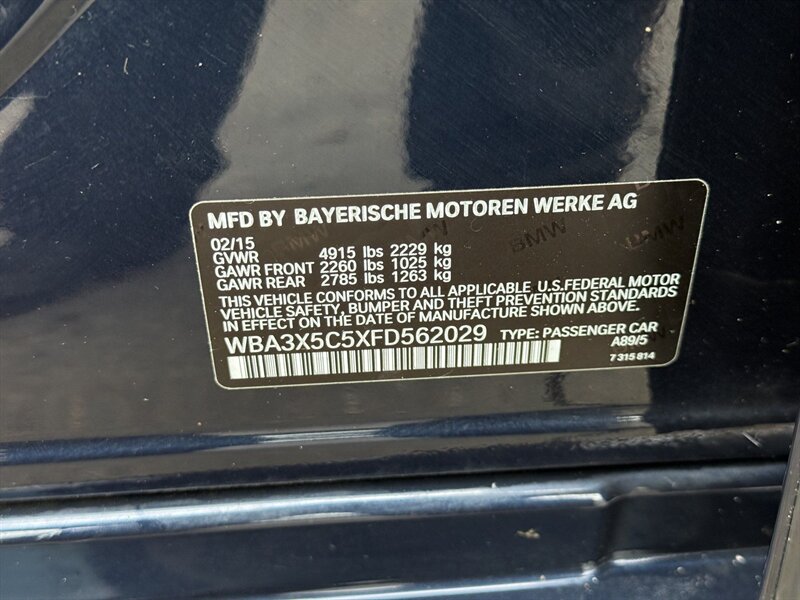 MFD BY BAYERISCHE MOTOREN WERKE AG
02/15
GVWR 4915 lbs 2229 kg
GAWR FRONT 2260 lbs 1025 kg
GAWR REAR 2785 lbs 1263 kg
THIS VEHICLE CONFORMS TO ALL APPLICABLE U.S.FEDERAL MOTOR
VEHICLE SAFETY, BUMPER AND THEFT PREVENTION STANDARDS
IN EFFECT ON THE DATE OF MANUFACTURE SHOWN ABOVE.
WBA3X5C5XFD562029 TYPE: PASSENGER CAR
A89/5
7 315 814